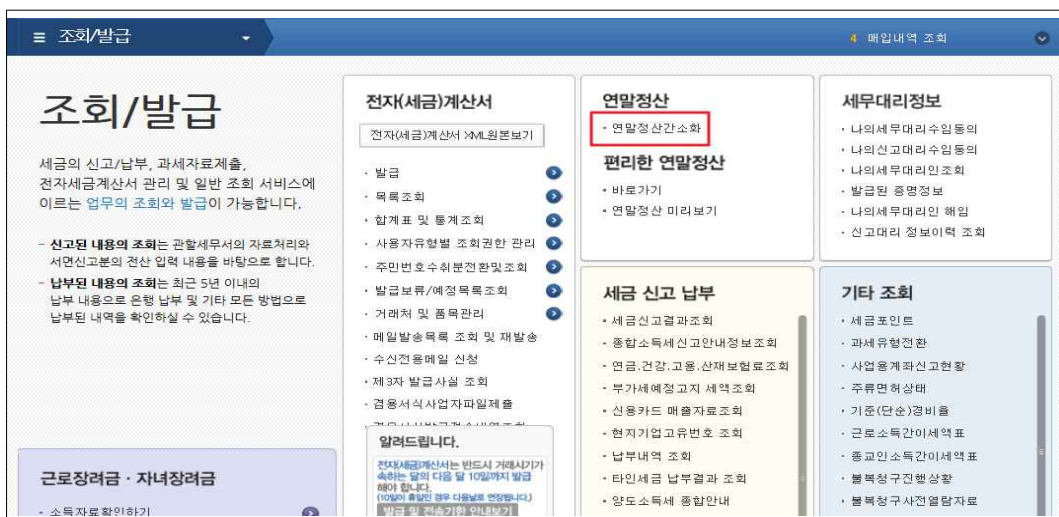 ≡ 조회/발급
4 매입내역 조회
조회/발급
세금의 신고/납부, 과세자료제출,
전자세금계산서 관리 및 일반 조회 서비스에
이르는 업무의 조회와 발급이 가능합니다.
- 신고된 내용의 조회는 관할세무서의 자료처리와
서면신고분의 전산 입력 내용을 바탕으로 합니다.
- 납부된 내용의 조회는 최근 5년 이내의
납부 내용으로 은행 납부 및 기타 모든 방법으로
납부된 내역을 확인하실 수 있습니다.
근로장려금 · 자녀장려금
· 소득자료확인하기
전자(세금)계산서
전자(세금)계산서 XML원본보기
· 발급
· 목록조회
· 합계표 및 통계조회
· 사용자유형별 조회권한 관리
· 주민번호수취분전환및조회
· 발급보류/예정목록조회
· 거래처 및 품목관리
· 메일발송목록 조회 및 재발송
· 수신전용메일 신청
· 제3자 발급사실 조회
· 겸용서식사업자파일제출
알려드립니다.
전자(세금)계산서는 반드시 거래시기가
속하는 달의 다음 달 10일까지 발급
해야 합니다.
(10일이 휴일인 경우 다음날로 연장됩니다.)
발급 및 전송기한 안내보기
연말정산
· 연말정산간소화
편리한 연말정산
· 바로가기
· 연말정산 미리보기
세금 신고 납부
· 세금신고결과조회
· 종합소득세신고안내정보조회
· 연금.건강.고용.산재보험료조회
· 부가세예정고지 세액조회
· 신용카드 매출자료조회
· 현지기업고유번호 조회
· 납부내역 조회
· 타인세금 납부결과 조회
· 양도소득세 종합안내
세무대리정보
· 나의세무대리수임동의
· 나의신고대리수임동의
· 나의세무대리인조회
· 발급된 증명정보
· 나의세무대리인 해임
· 신고대리 정보이력 조회
기타 조회
· 세금포인트
· 과세유형전환
· 사업용계좌신고현황
· 주류면허상태
· 기준(단순)경비율
· 근로소득간이세액표
· 종교인소득간이세액표
· 불복청구진행상황
· 불복청구사전열람자료